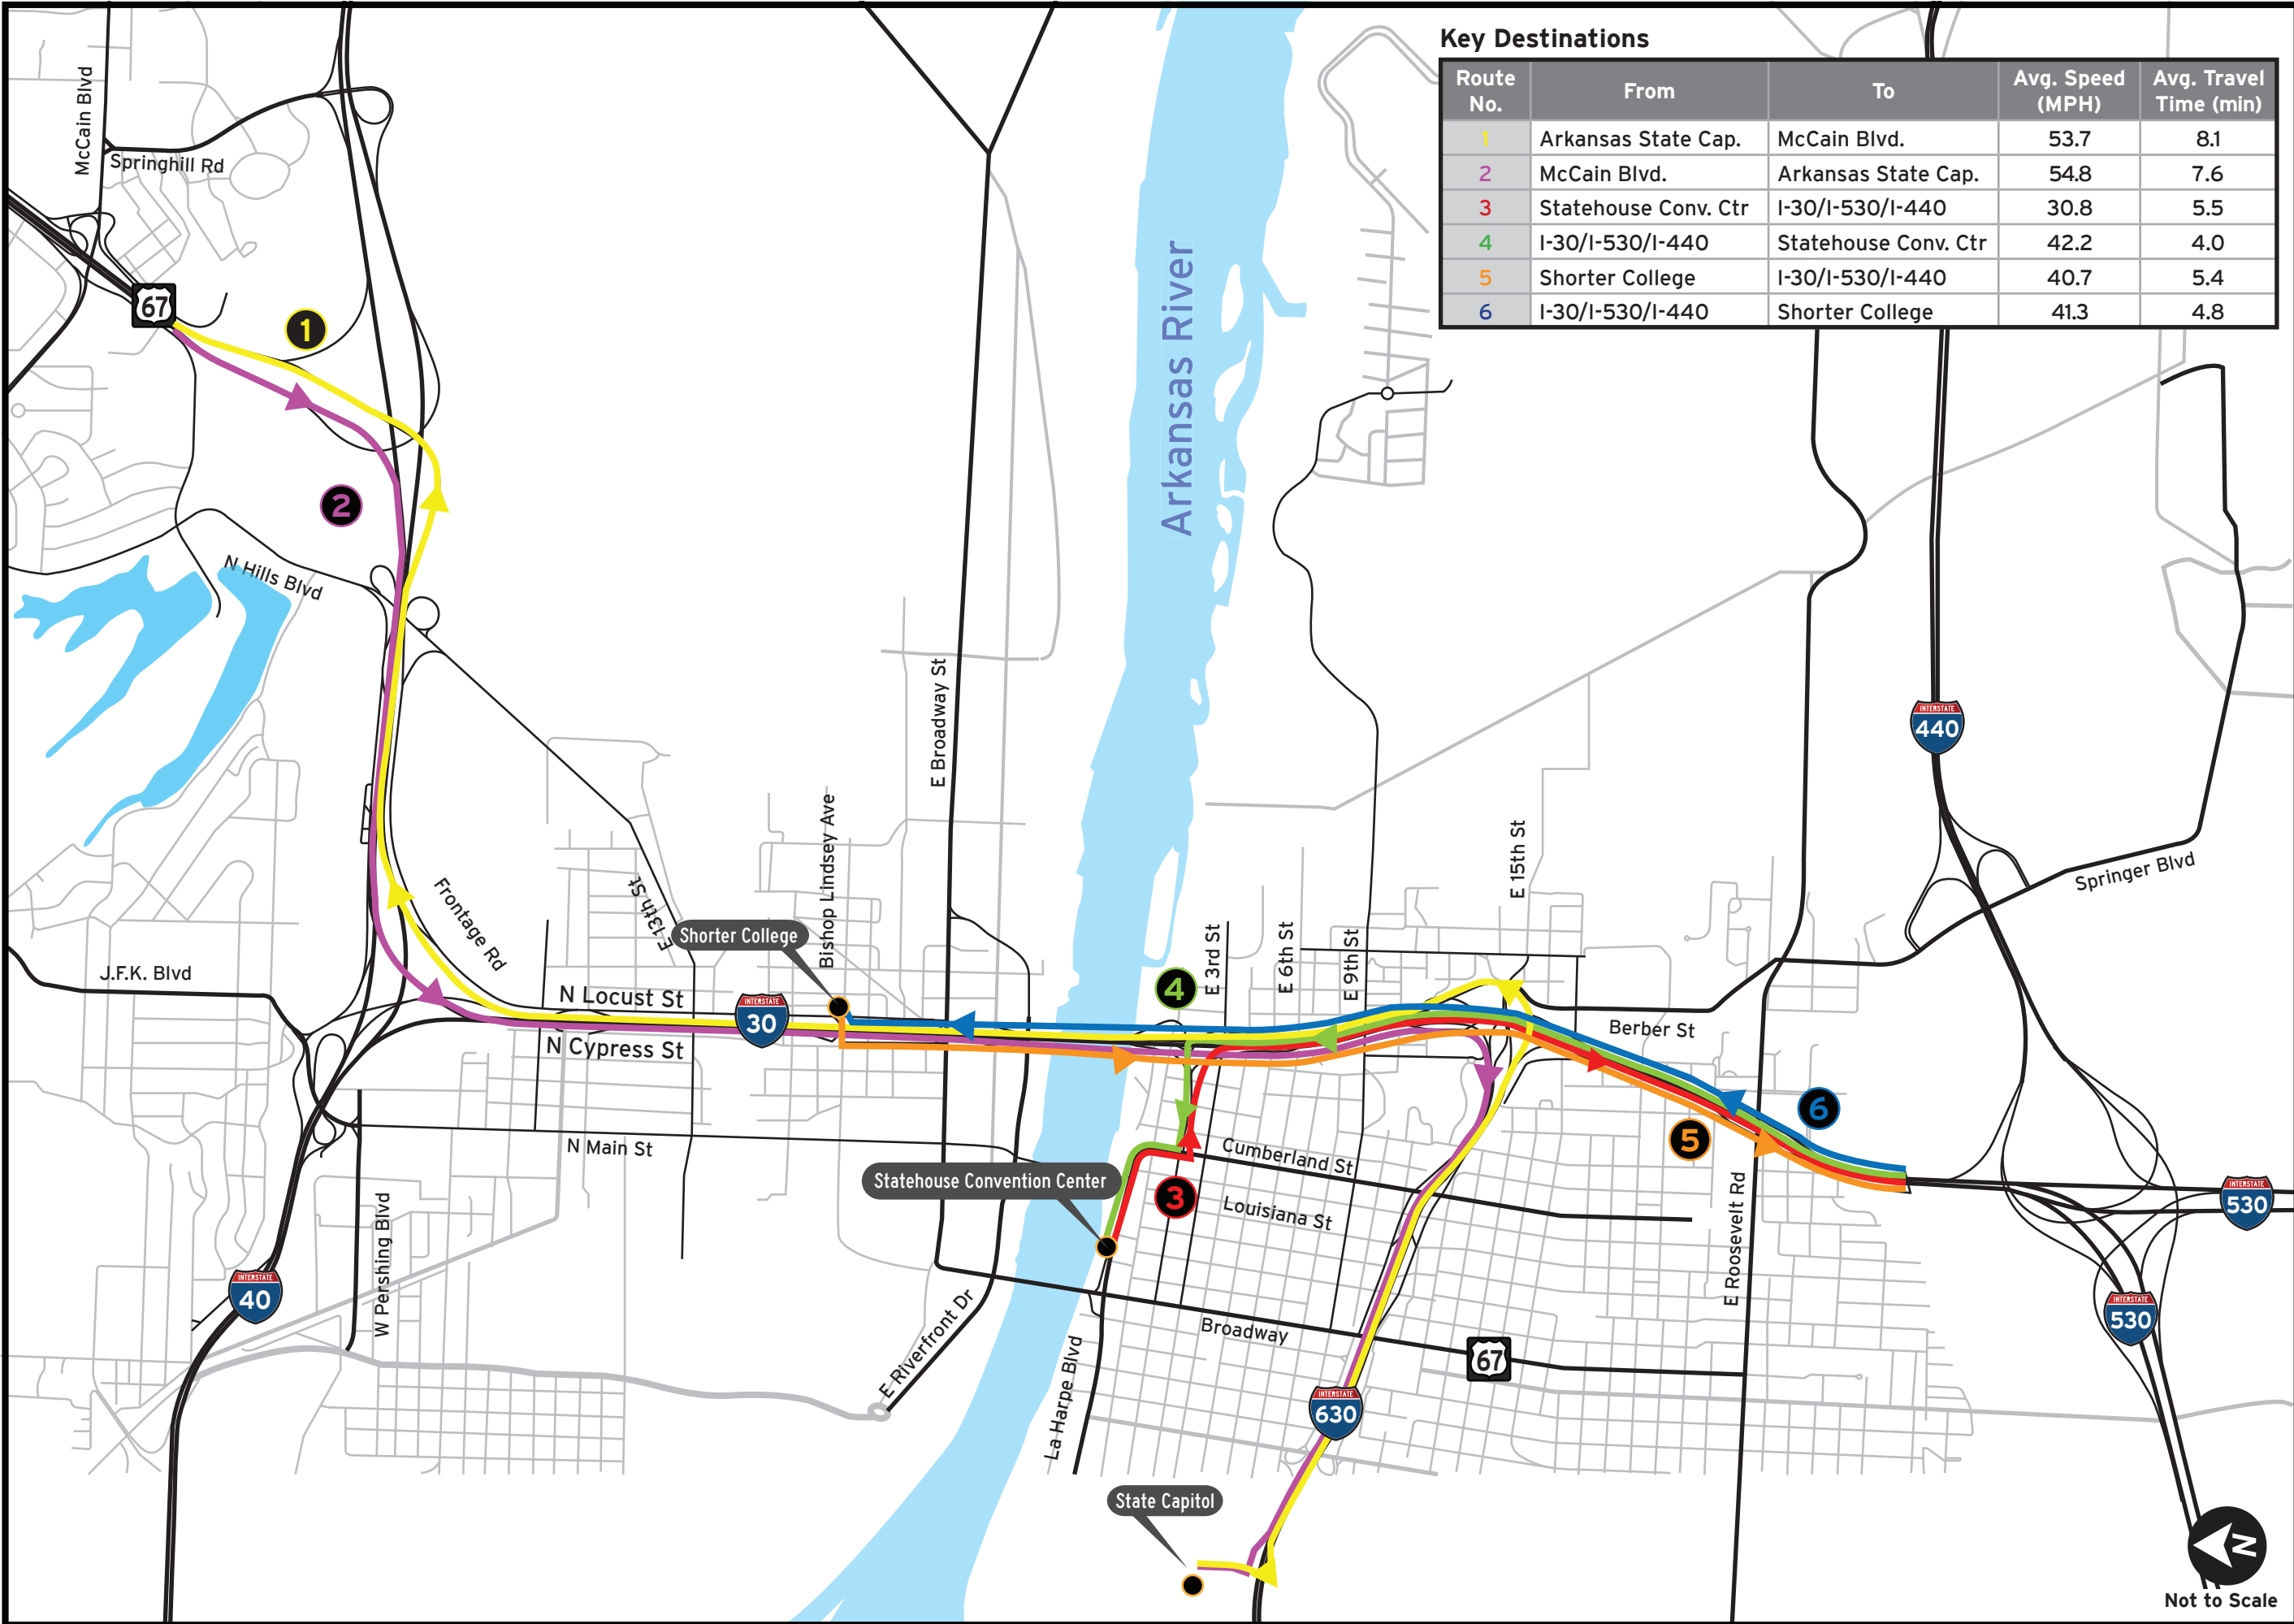 Key Destinations
Route No. From To Avg. Speed (MPH) Avg. Travel Time (min)
1 Arkansas State Cap. McCain Blvd. 53.7 8.1
2 McCain Blvd. Arkansas State Cap. 54.8 7.6
3 Statehouse Conv. Ctr I-30/I-530/I-440 30.8 5.5
4 I-30/I-530/I-440 Statehouse Conv. Ctr 42.2 4.0
5 Shorter College I-30/I-530/I-440 40.7 5.4
6 I-30/I-530/I-440 Shorter College 41.3 4.8
McCain Blvd
Springhill Rd
67
1
2
Arkansas River
N Hills Blvd
E Broadway St
INTERSTATE
440
Springer Blvd
Frontage Rd
E 13th St
Bishop Lindsey Ave
Shorter College
E 15th St
J.F.K. Blvd
N Locust St
INTERSTATE
30
N Cypress St
4
E 3rd St
E 6th St
E 9th St
Berber St
6
5
N Main St
Cumberland St
Statehouse Convention Center
3
Louisiana St
E Roosevelt Rd
INTERSTATE
530
W Pershing Blvd
INTERSTATE
40
INTERSTATE
530
E Riverfront Dr
La Harpe Blvd
Broadway
67
INTERSTATE
630
State Capitol
N
Not to Scale